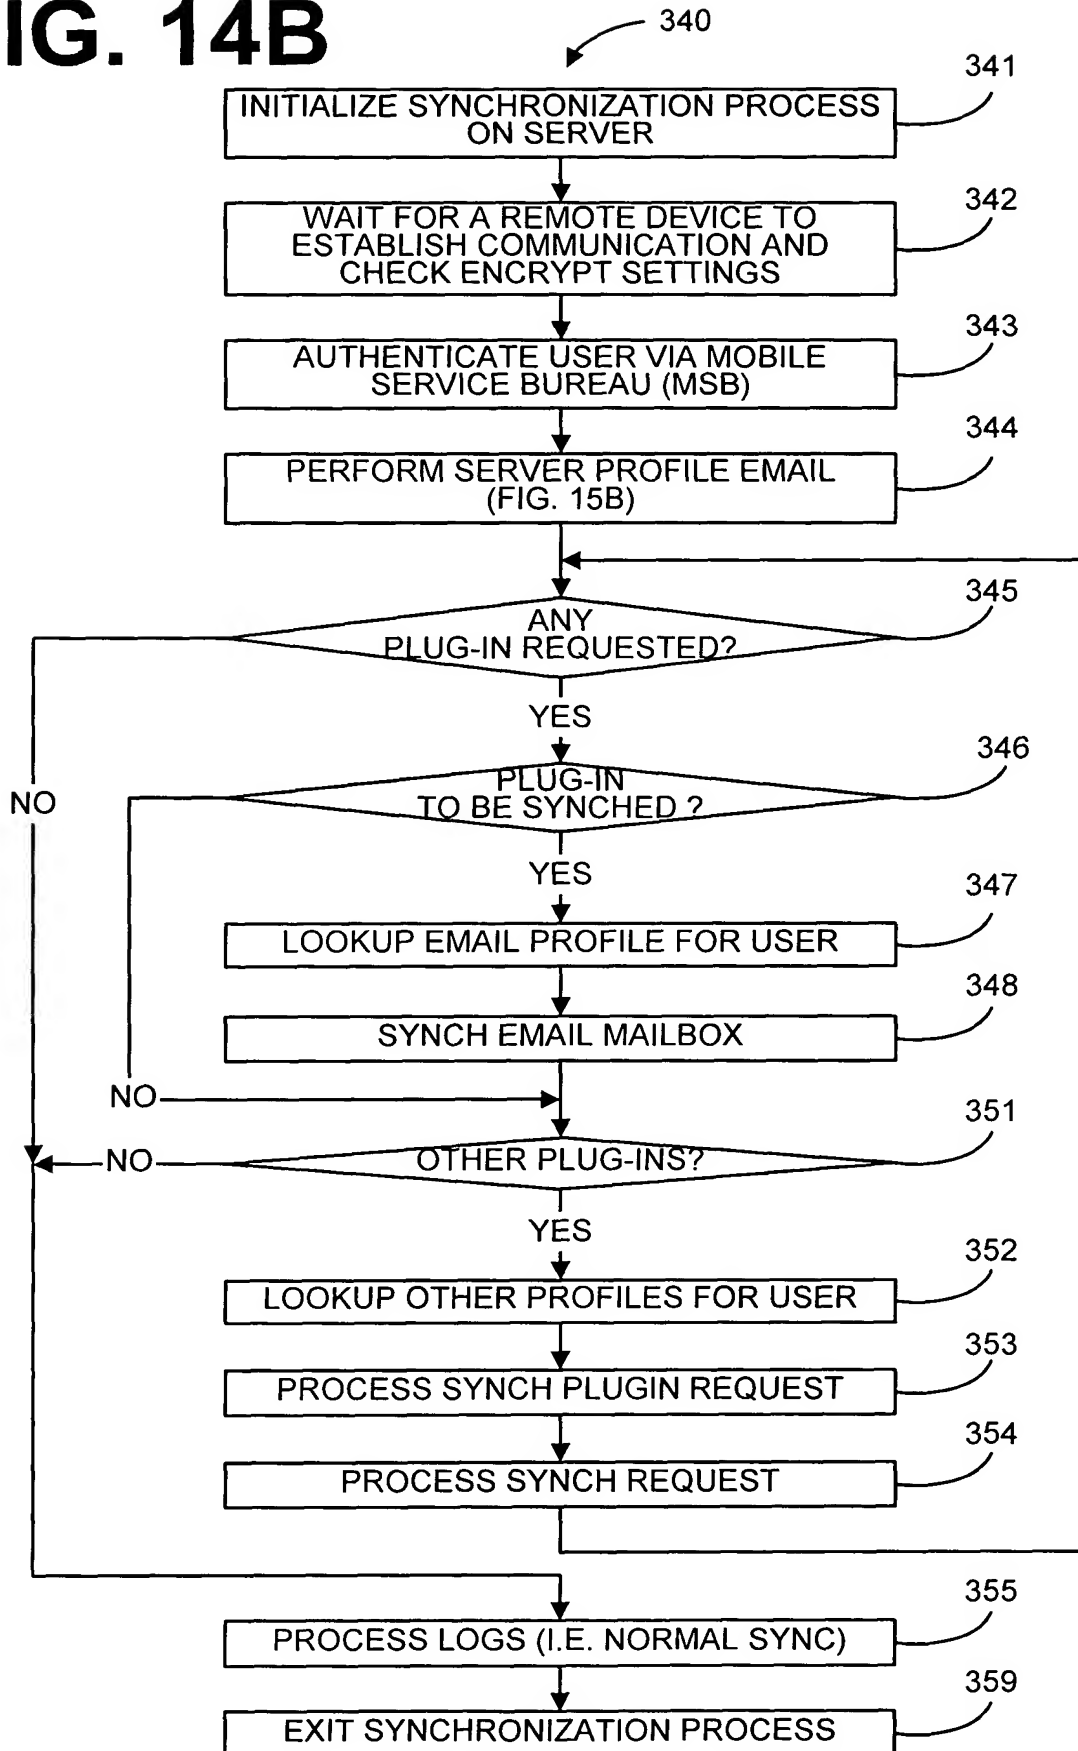 IG. 14B
340
341
INITIALIZE SYNCHRONIZATION PROCESS
ON SERVER
342
WAIT FOR A REMOTE DEVICE TO
ESTABLISH COMMUNICATION AND
CHECK ENCRYPT SETTINGS
343
AUTHENTICATE USER VIA MOBILE
SERVICE BUREAU (MSB)
344
PERFORM SERVER PROFILE EMAIL
(FIG. 15B)
345
ANY
PLUG-IN REQUESTED?
YES
346
PLUG-IN
TO BE SYNCHED ?
NO
YES
347
LOOKUP EMAIL PROFILE FOR USER
348
SYNCH EMAIL MAILBOX
NO
351
OTHER PLUG-INS?
NO
YES
352
LOOKUP OTHER PROFILES FOR USER
353
PROCESS SYNCH PLUGIN REQUEST
354
PROCESS SYNCH REQUEST
355
PROCESS LOGS (I.E. NORMAL SYNC)
359
EXIT SYNCHRONIZATION PROCESS